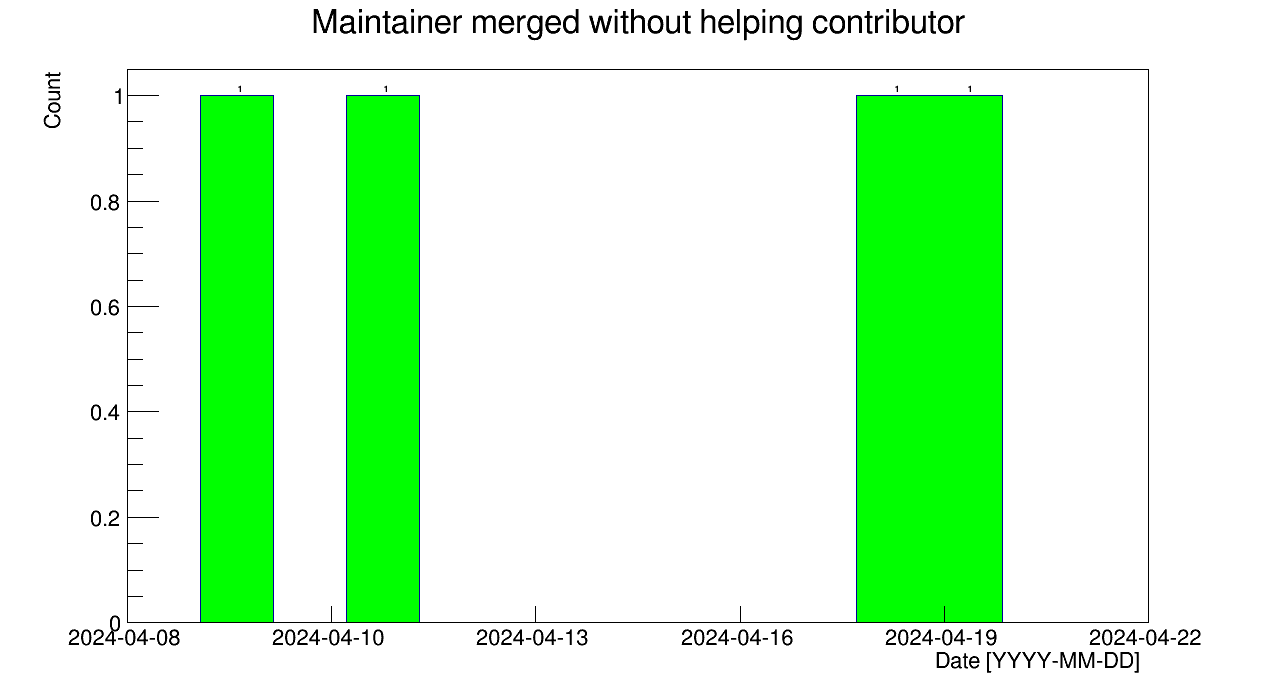 Maintainer merged without helping contributor
Count
1 1 1 1
1
0.8
0.6
0.4
0.2
0
2024-04-08 2024-04-10 2024-04-13 2024-04-16 2024-04-19 2024-04-22
Date [YYYY-MM-DD]